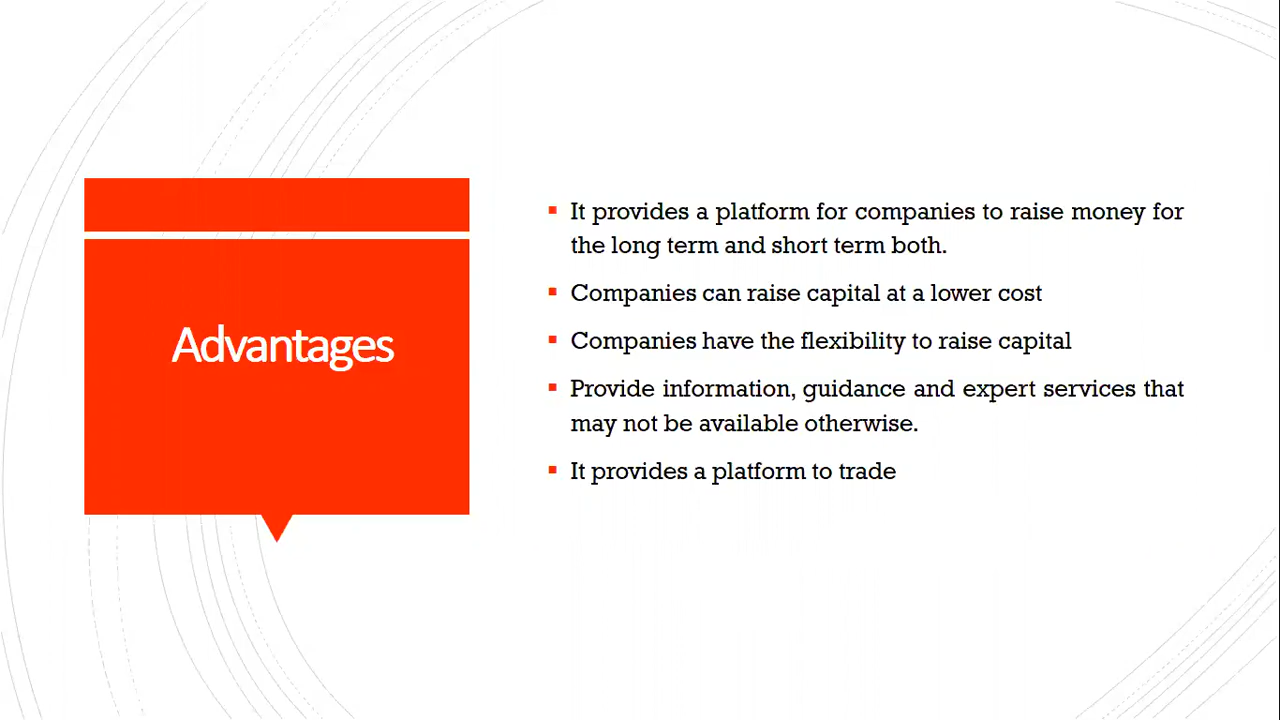 Advantages
It provides a platform for companies to raise money for
the long term and short term both.
Companies can raise capital at a lower cost
Companies have the flexibility to raise capital
Provide information, guidance and expert services that
may not be available otherwise.
It provides a platform to trade